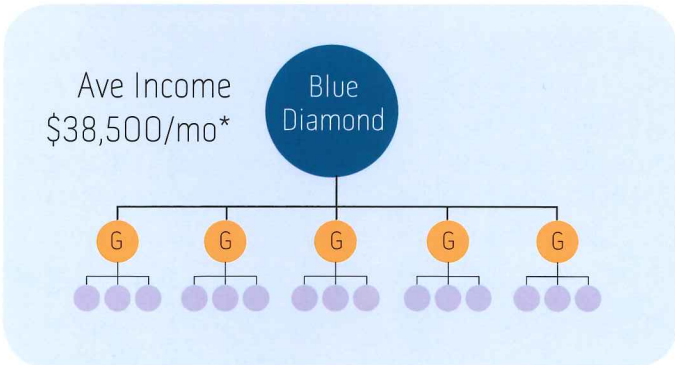 Ave Income
$38,500/mo*
Blue
Diamond
G G G G G